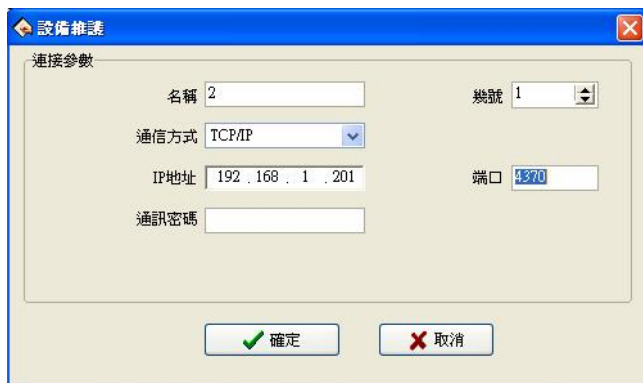 設備維護
連接參數
名稱 2 幾號 1
通信方式 TCP/IP
IP地址 192 . 168 . 1 . 201 端口 4370
通訊密碼
確定 取消